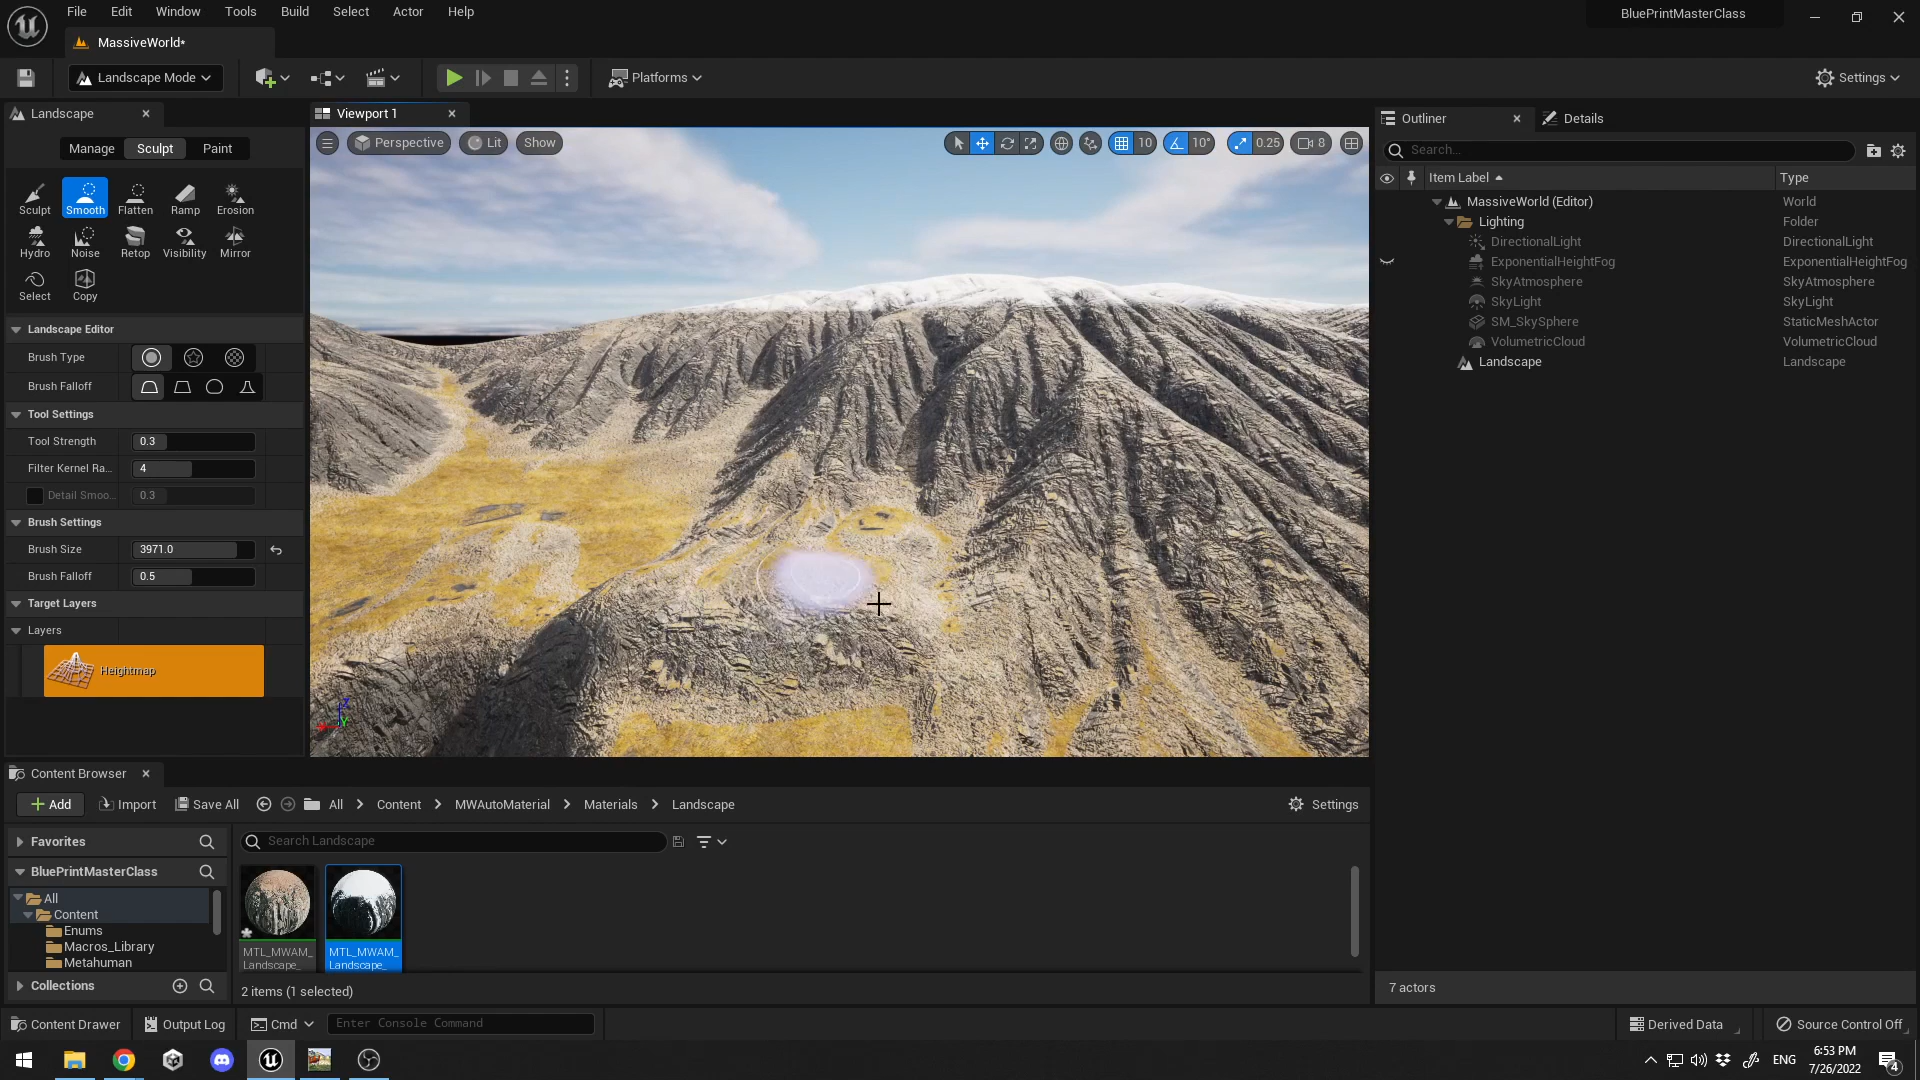 File Edit Window Tools Build Select Actor Help
BluePrintMasterClass
MassiveWorld*
Landscape Mode
Platforms
Settings
Landscape
Manage Sculpt Paint
Sculpt Smooth Flatten Ramp Erosion
Hydro Noise Retop Visibility Mirror
Select Copy
Landscape Editor
Brush Type
Brush Falloff
Tool Settings
Tool Strength 0.3
Filter Kernel Ra... 4
Detail Smoo... 0.3
Brush Settings
Brush Size 3971.0
Brush Falloff 0.5
Target Layers
Layers
Heightmap
Viewport 1
Perspective Lit Show
10 10° 0.25 8
Z
Y
Outliner Details
Search...
Item Label Type
MassiveWorld (Editor) World
Lighting Folder
DirectionalLight DirectionalLight
ExponentialHeightFog ExponentialHeightFog
SkyAtmosphere SkyAtmosphere
SkyLight SkyLight
SM_SkySphere StaticMeshActor
VolumetricCloud VolumetricCloud
Landscape Landscape
7 actors
Content Browser
Add Import Save All All Content MWAutoMaterial Materials Landscape Settings
Favorites
BluePrintMasterClass
All
Content
Enums
Macros_Library
Metahuman
Collections
Search Landscape
MTL_MWAM_
Landscape_
MTL_MWAM_
Landscape_
2 items (1 selected)
Content Drawer Output Log Cmd Enter Console Command
Derived Data Source Control Off
ENG
6:53 PM
7/26/2022
4